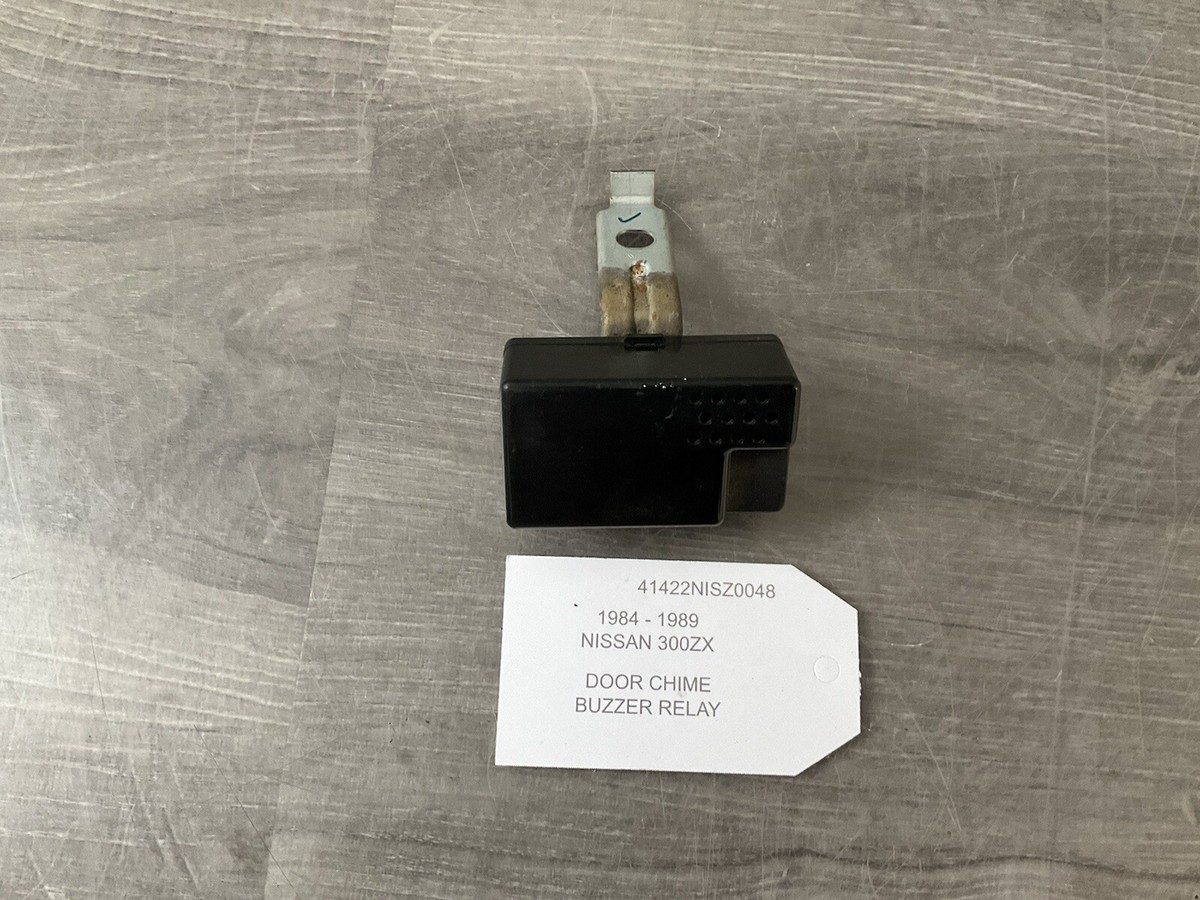 41422NISZ0048
1984 - 1989
NISSAN 300ZX
DOOR CHIME
BUZZER RELAY